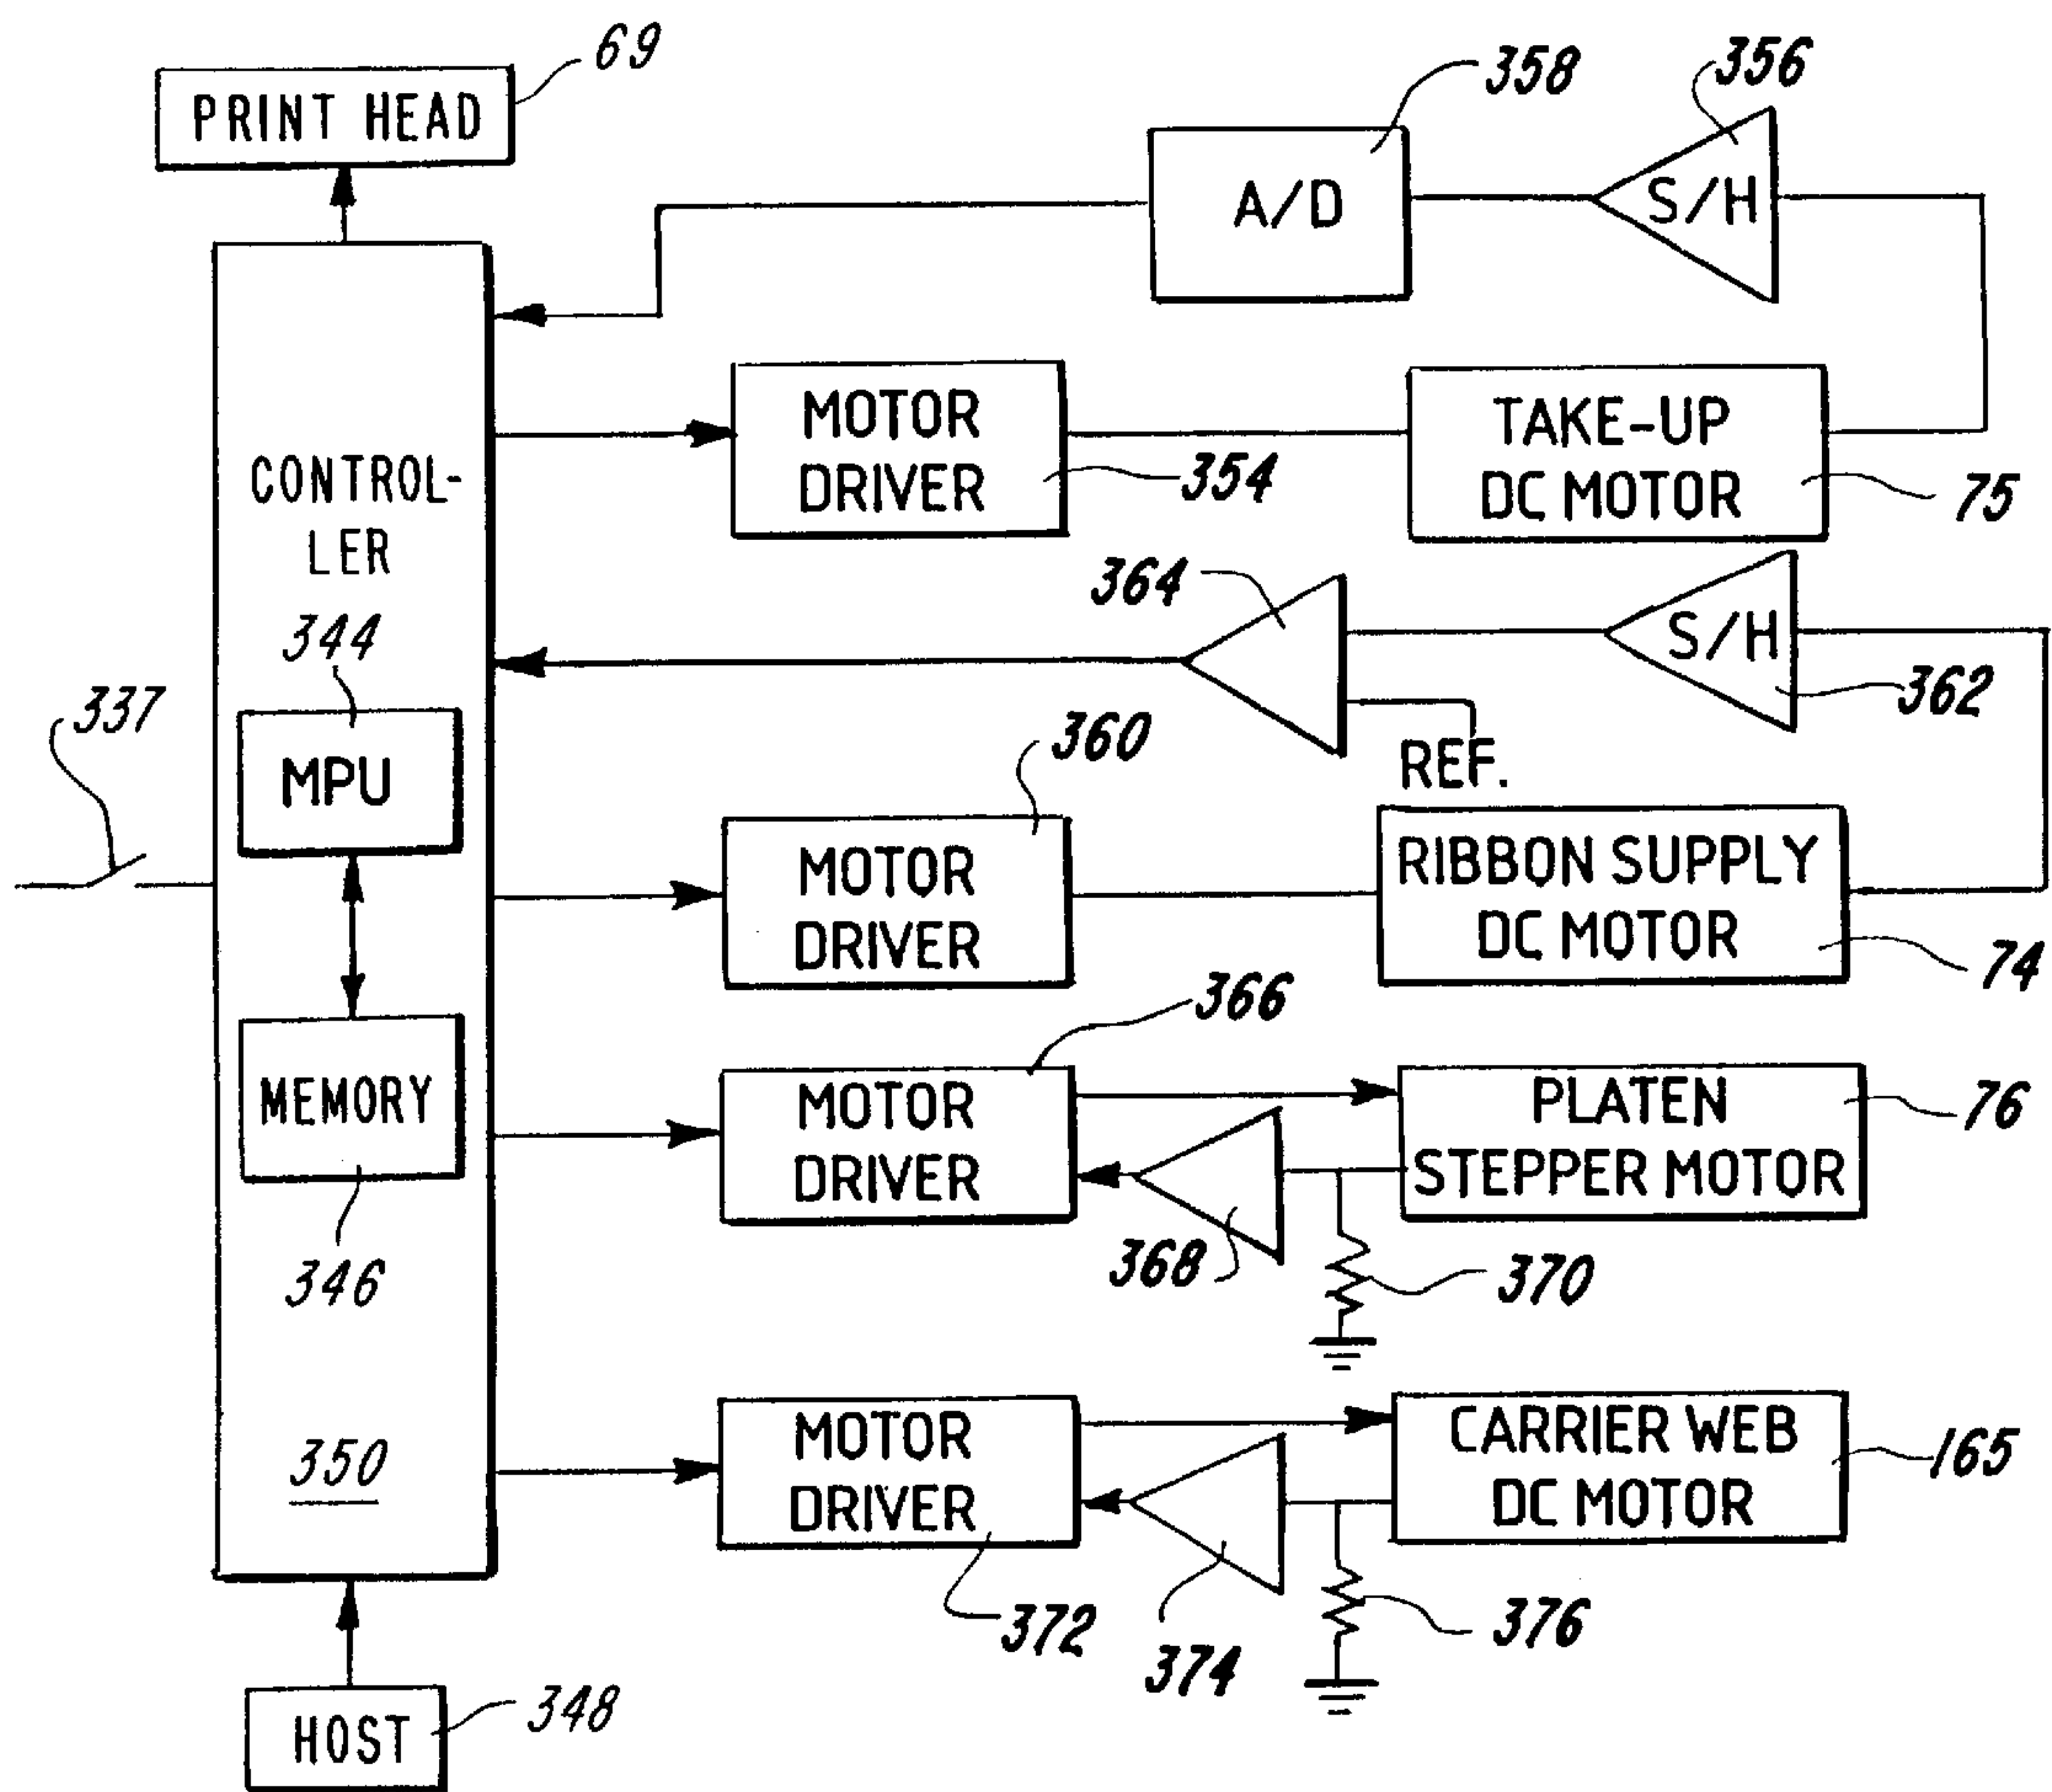 69
PRINT HEAD
358
356
A/D
S/H
MOTOR
DRIVER
354
TAKE-UP
DC MOTOR
75
CONTROL-
LER
364
S/H
362
REF.
344
MPU
337
360
MOTOR
DRIVER
RIBBON SUPPLY
DC MOTOR
74
MEMORY
346
366
MOTOR
DRIVER
PLATEN
STEPPER MOTOR
76
368
370
350
MOTOR
DRIVER
372
CARRIER WEB
DC MOTOR
165
374
376
HOST
348